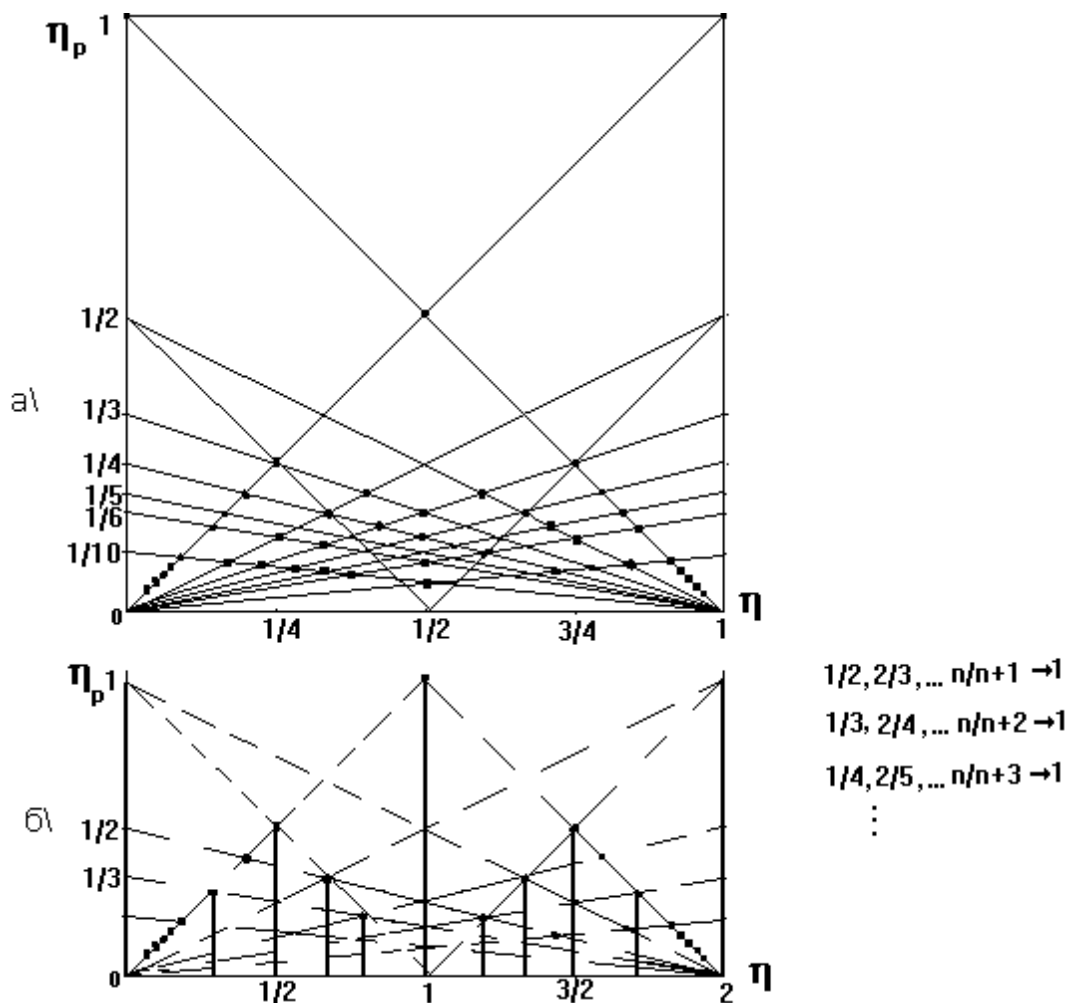 ηp 1
1/2
а\
1/3
1/4
1/5
1/6
1/10
0
1/4 1/2 3/4 1 η
ηp 1
1/2, 2/3, ... n/n+1 →1
1/3, 2/4, ... n/n+2 →1
1/4, 2/5, ... n/n+3 →1
⋮
б\
1/2
1/3
0
1/2 1 3/2 2 η